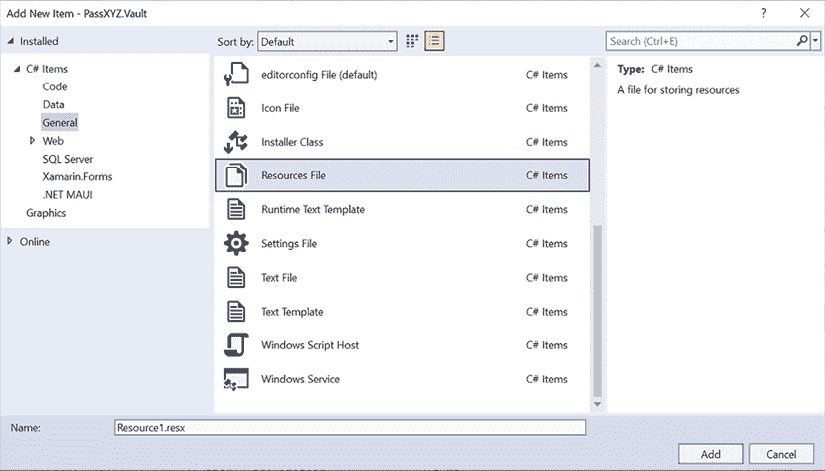 Add New Item - PassXYZ.Vault
Installed
Sort by: Default
Search (Ctrl+E)
C# Items
Code
Data
General
Web
SQL Server
Xamarin.Forms
.NET MAUI
Graphics
Online
editorconfig File (default) C# Items
Icon File C# Items
Installer Class C# Items
Resources File C# Items
Runtime Text Template C# Items
Settings File C# Items
Text File C# Items
Text Template C# Items
Windows Script Host C# Items
Windows Service C# Items
Type: C# Items
A file for storing resources
Name: Resource1.resx
Add Cancel